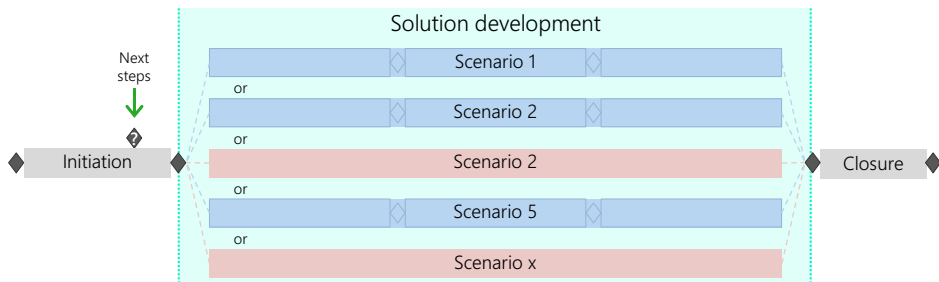 Solution development
Next
steps
?
Initiation
Scenario 1
or
Scenario 2
or
Scenario 2
or
Scenario 5
or
Scenario x
Closure